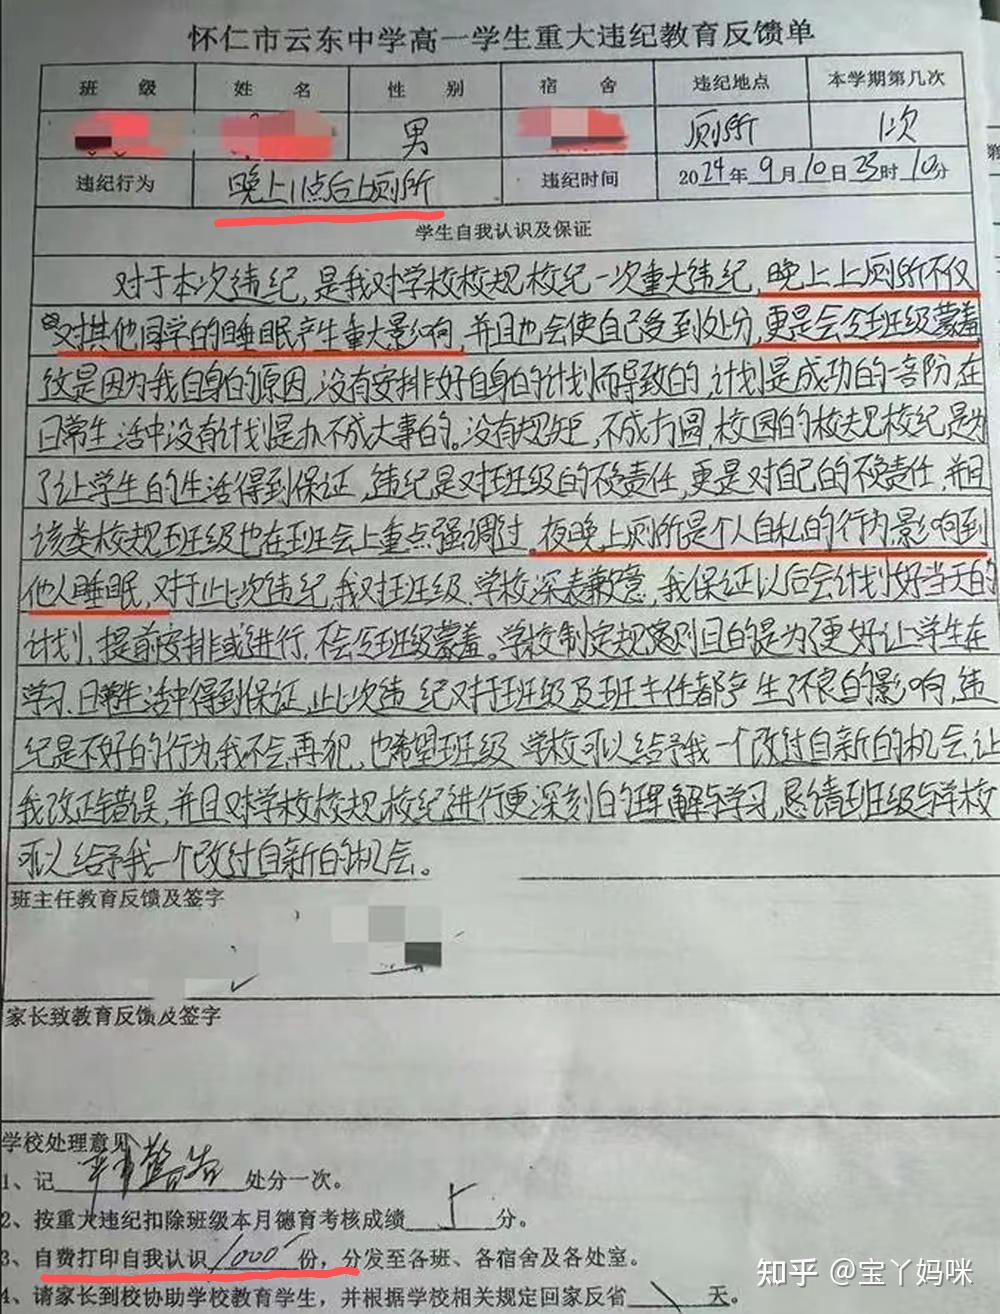 怀仁市云东中学高一学生重大违纪教育反馈单
班 级 姓 名 性 别 宿 舍 违纪地点 本学期第几次
男 厕所 1次
违纪行为 晚上11点后上厕所 违纪时间 2024年9月10日23时10分
第
学生自我认识及保证
对于本次违纪,是我对学校校规校纪一次重大违纪,晚上上厕所不仅
对其他同学的睡眠产生重大影响,并且也会使自己受到处分,更是会令班级蒙羞
这是因为我自身的原因,没有安排好自身的计划而导致的,计划是成功的一部阶,在
日常生活中没有计划是办不成大事的。没有规矩,不成方圆,校园的校规校纪是为
了让学生的生活得到保证,违纪是对班级的不负责任,更是对自己的不负责任,并且
该类校规班级也在班会上重点强调过,夜晚上厕所是个人自私的行为,影响到
他人睡眠,对于此次违纪,我对班级、学校深表歉意,我保证以后会计划好当天的
计划,提前安排或进行,不会令班级蒙羞。学校制定规章原则目的是为了更好让学生在
学习、日常生活中得到保证,此次违纪对于班级及班主任都产生了不良的影响,违
纪是不好的行为,我不会再犯,也希望班级、学校可以给予我一个改过自新的机会,让
我改正错误,并且对学校校规校纪进行更深刻的理解与学习,恳请班级与学校
可以给予我一个改过自新的机会。
班主任教育反馈及签字
家长致教育反馈及签字
学校处理意见
1、记严重警告处分一次。
2、按重大违纪扣除班级本月德育考核成绩 5 分。
3、自费打印自我认识 1000 份,分发至各班、各宿舍及各处室。
4、请家长到校协助学校教育学生,并根据学校相关规定回家反省 \ 天。
知乎 @宝丫妈咪